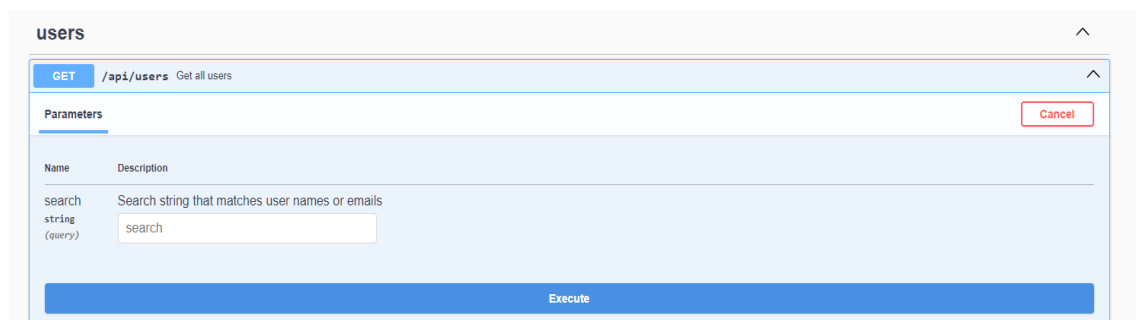 users
GET /api/users Get all users
Parameters Cancel
Name Description
search Search string that matches user names or emails
string search
(query)
Execute